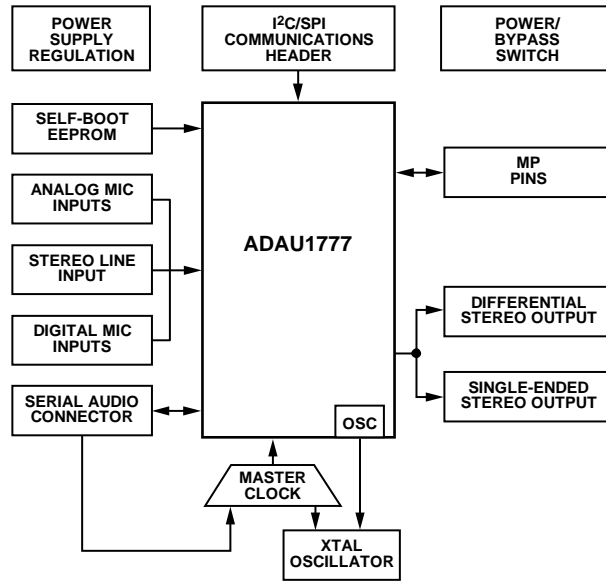 POWER
SUPPLY
REGULATION
I²C/SPI
COMMUNICATIONS
HEADER
POWER/
BYPASS
SWITCH
SELF-BOOT
EEPROM
ANALOG MIC
INPUTS
STEREO LINE
INPUT
DIGITAL MIC
INPUTS
SERIAL AUDIO
CONNECTOR
ADAU1777
OSC
MP
PINS
DIFFERENTIAL
STEREO OUTPUT
SINGLE-ENDED
STEREO OUTPUT
MASTER
CLOCK
XTAL
OSCILLATOR